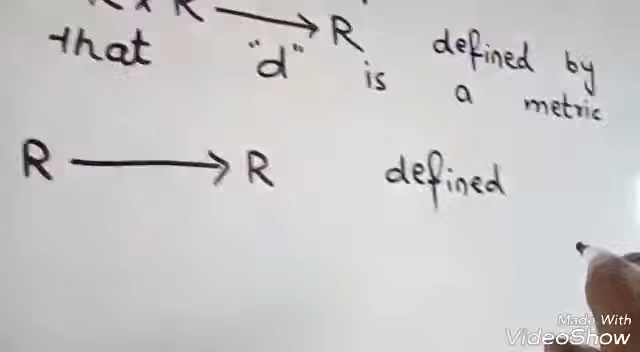 R x R → R defined by
that "d" is a metric
R → R defined
Made With
VideoShow